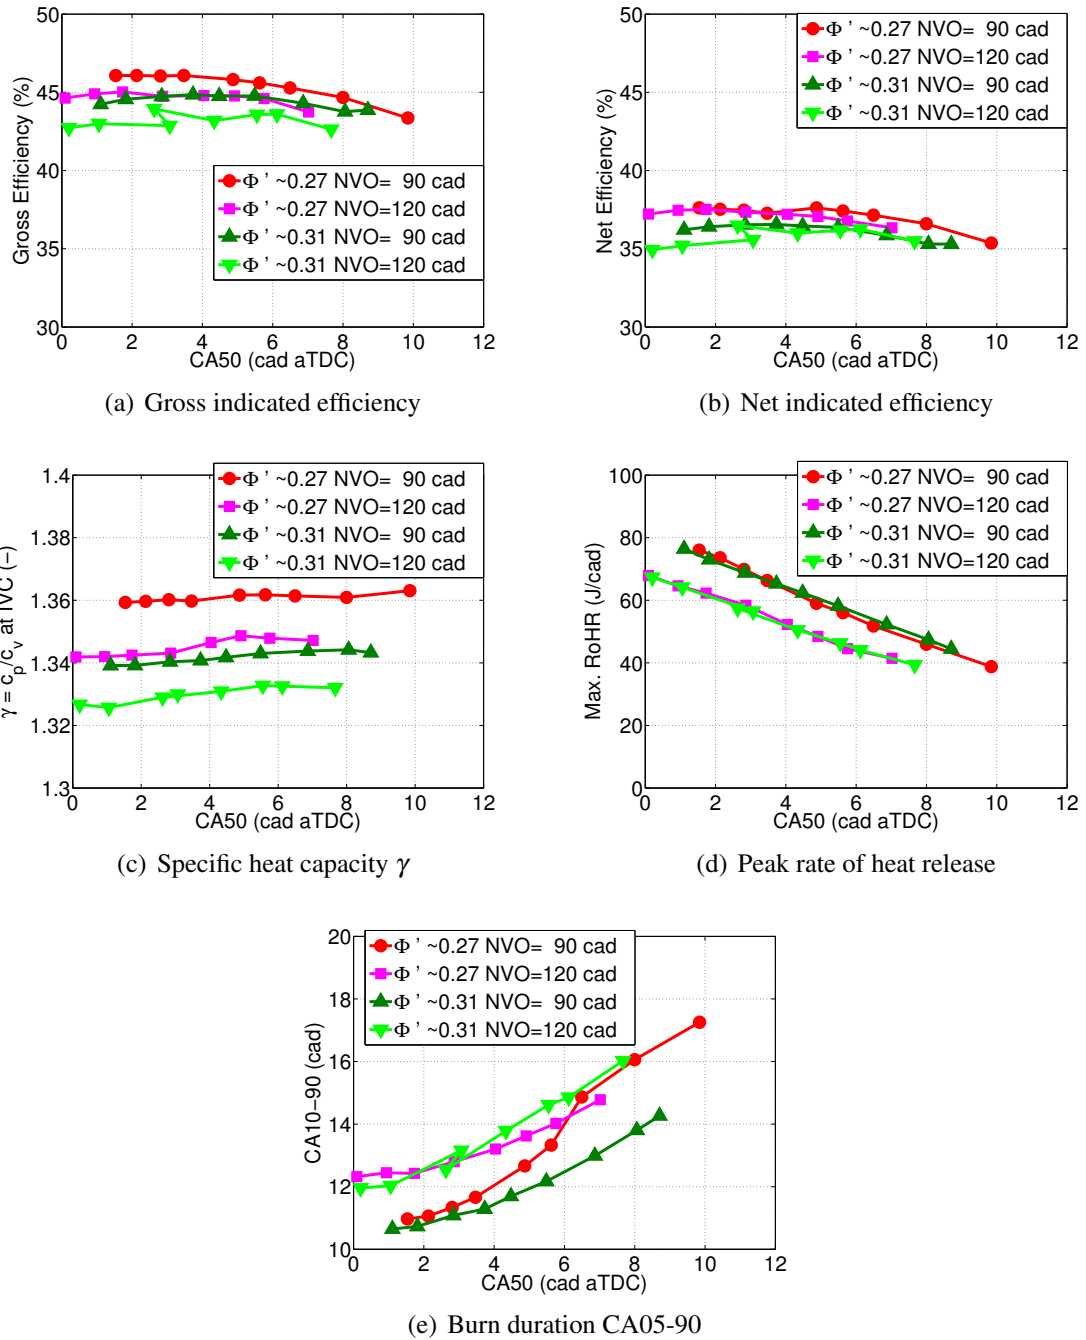 50
45
40
35
30
Gross Efficiency (%)
Φ ' ~0.27 NVO= 90 cad
Φ ' ~0.27 NVO=120 cad
Φ ' ~0.31 NVO= 90 cad
Φ ' ~0.31 NVO=120 cad
0 2 4 6 8 10 12
CA50 (cad aTDC)
(a) Gross indicated efficiency
50
45
40
35
30
Net Efficiency (%)
Φ ' ~0.27 NVO= 90 cad
Φ ' ~0.27 NVO=120 cad
Φ ' ~0.31 NVO= 90 cad
Φ ' ~0.31 NVO=120 cad
0 2 4 6 8 10 12
CA50 (cad aTDC)
(b) Net indicated efficiency
1.4
1.38
1.36
1.34
1.32
1.3
γ = c_p/c_v at IVC (−)
Φ ' ~0.27 NVO= 90 cad
Φ ' ~0.27 NVO=120 cad
Φ ' ~0.31 NVO= 90 cad
Φ ' ~0.31 NVO=120 cad
0 2 4 6 8 10 12
CA50 (cad aTDC)
(c) Specific heat capacity γ
100
80
60
40
20
0
Max. RoHR (J/cad)
Φ ' ~0.27 NVO= 90 cad
Φ ' ~0.27 NVO=120 cad
Φ ' ~0.31 NVO= 90 cad
Φ ' ~0.31 NVO=120 cad
0 2 4 6 8 10 12
CA50 (cad aTDC)
(d) Peak rate of heat release
20
18
16
14
12
10
CA10−90 (cad)
Φ ' ~0.27 NVO= 90 cad
Φ ' ~0.27 NVO=120 cad
Φ ' ~0.31 NVO= 90 cad
Φ ' ~0.31 NVO=120 cad
0 2 4 6 8 10 12
CA50 (cad aTDC)
(e) Burn duration CA05-90